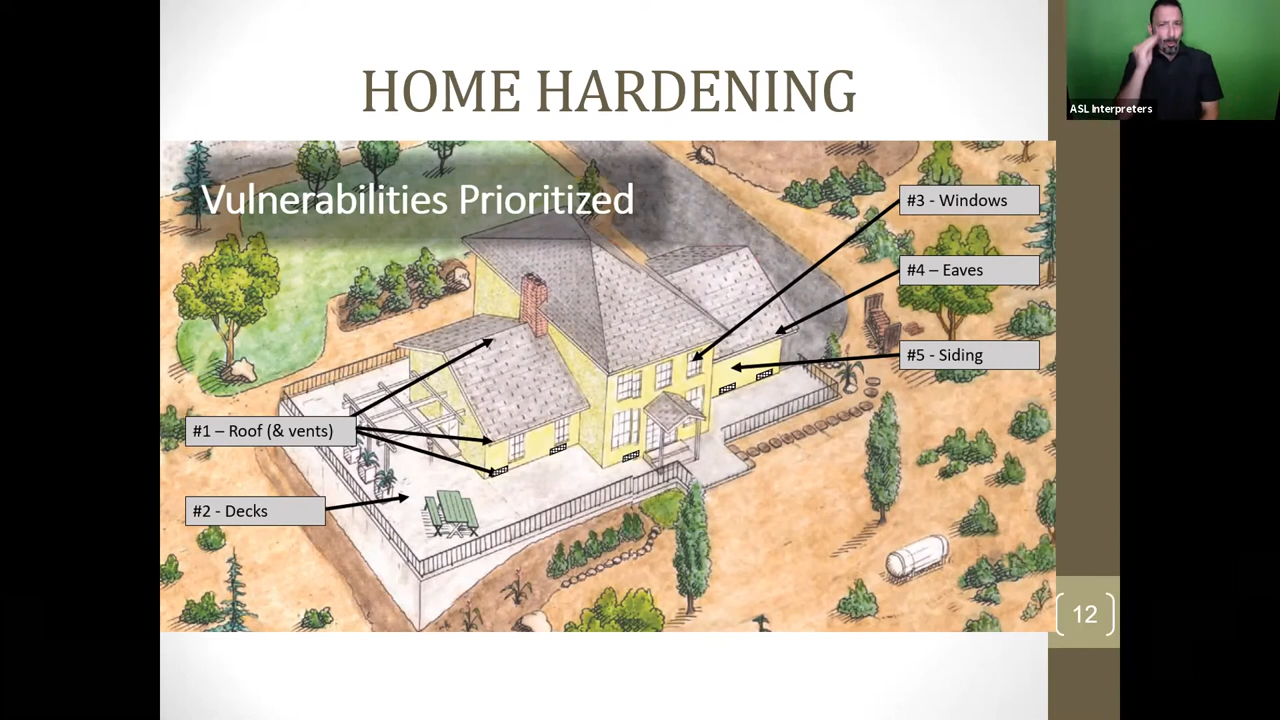 HOME HARDENING
Vulnerabilities Prioritized
#1 – Roof (& vents)
#2 - Decks
#3 - Windows
#4 – Eaves
#5 - Siding
12
ASL Interpreters